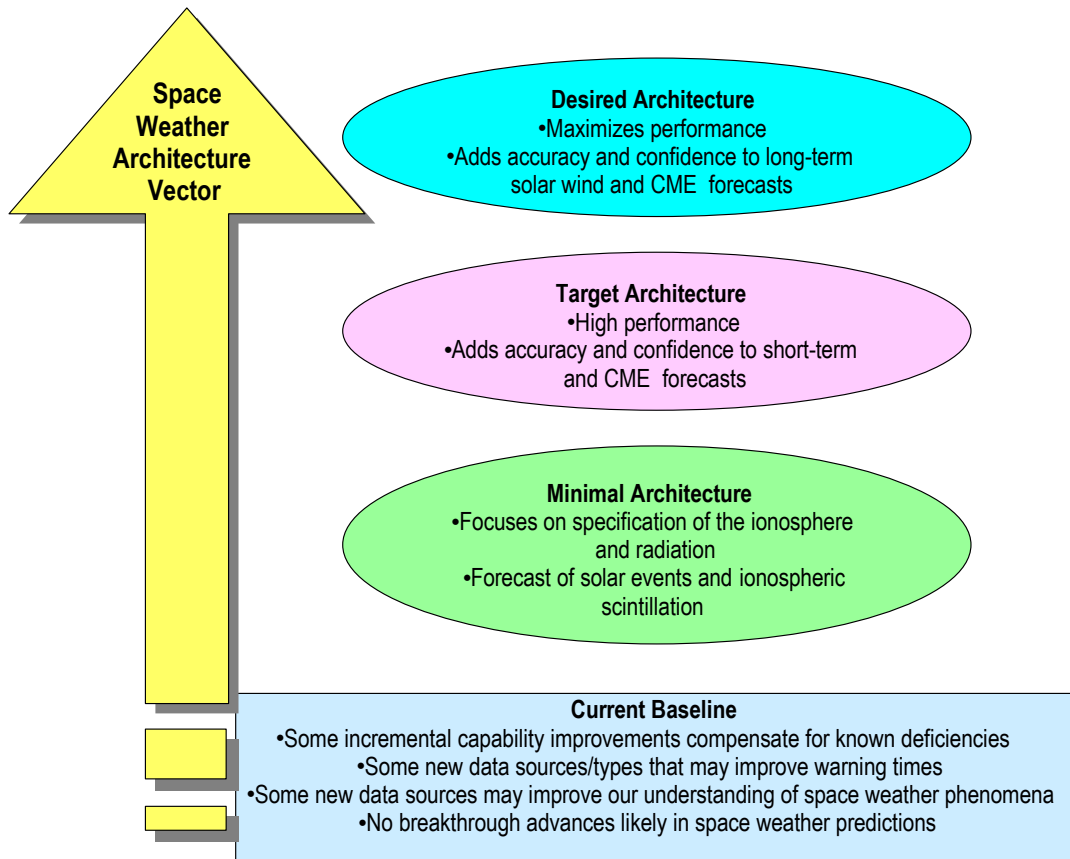 Space
Weather
Architecture
Vector
Desired Architecture
•Maximizes performance
•Adds accuracy and confidence to long-term
solar wind and CME forecasts
Target Architecture
•High performance
•Adds accuracy and confidence to short-term
and CME forecasts
Minimal Architecture
•Focuses on specification of the ionosphere
and radiation
•Forecast of solar events and ionospheric
scintillation
Current Baseline
•Some incremental capability improvements compensate for known deficiencies
•Some new data sources/types that may improve warning times
•Some new data sources may improve our understanding of space weather phenomena
•No breakthrough advances likely in space weather predictions